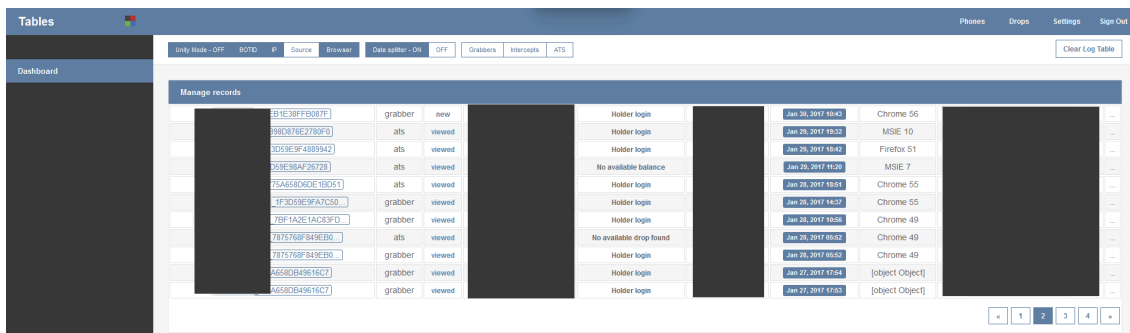 Tables Phones Drops Settings Sign Out
Unity Mode - OFF BOTID IP Source Browser Date splitter - ON OFF Grabbers Intercepts ATS Clear Log Table
Dashboard
Manage records
EB1E38FFB087F] grabber new Holder login Jan 30, 2017 10:43 Chrome 56 ...
398D876E2780F0] ats viewed Holder login Jan 29, 2017 19:32 MSIE 10 ...
3D59E9F4889942] ats viewed Holder login Jan 29, 2017 18:42 Firefox 51 ...
D59E98AF26728] ats viewed No available balance Jan 29, 2017 11:20 MSIE 7 ...
75A658D6DE1BD51] ats viewed Holder login Jan 28, 2017 18:51 Chrome 55 ...
_1F3D59E9FA7C50... grabber viewed Holder login Jan 28, 2017 14:37 Chrome 55 ...
_7BF1A2E1AC83FD... grabber viewed Holder login Jan 28, 2017 10:56 Chrome 49 ...
7875768F849EB0... ats viewed No available drop found Jan 28, 2017 05:52 Chrome 49 ...
7875768F849EB0... grabber viewed Holder login Jan 28, 2017 05:52 Chrome 49 ...
A658DB49616C7] grabber viewed Holder login Jan 27, 2017 17:54 [object Object] ...
A658DB49616C7] grabber viewed Holder login Jan 27, 2017 17:53 [object Object] ...
« 1 2 3 4 »